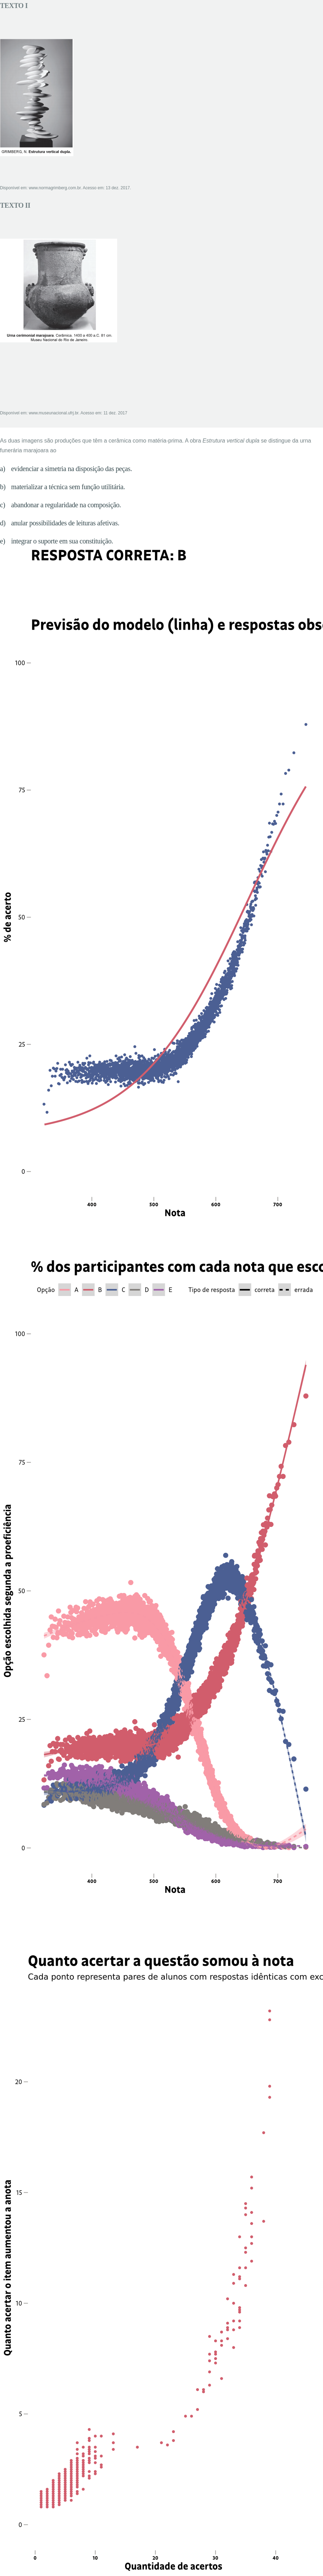 TEXTO I
GRIMBERG, N. Estrutura vertical dupla.
Disponível em: www.normagrimberg.com.br. Acesso em: 13 dez. 2017.
TEXTO II
Urna cerimonial marajoara. Cerâmica. 1400 a 400 a.C. 81 cm.
Museu Nacional do Rio de Janeiro.
Disponível em: www.museunacional.ufrj.br. Acesso em: 11 dez. 2017
As duas imagens são produções que têm a cerâmica como matéria-prima. A obra Estrutura vertical dupla se distingue da urna
funerária marajoara ao
a) evidenciar a simetria na disposição das peças.
b) materializar a técnica sem função utilitária.
c) abandonar a regularidade na composição.
d) anular possibilidades de leituras afetivas.
e) integrar o suporte em sua constituição.
RESPOSTA CORRETA: B
Previsão do modelo (linha) e respostas obs
100
75
50
25
0
% de acerto
400 500 600 700
Nota
% dos participantes com cada nota que esco
Opção A B C D E Tipo de resposta correta errada
100
75
50
25
0
Opção escolhida segunda a proeficiência
400 500 600 700
Nota
Quanto acertar a questão somou à nota
Cada ponto representa pares de alunos com respostas idênticas com exc
20
15
10
5
0
Quanto acertar o item aumentou a anota
0 10 20 30 40
Quantidade de acertos